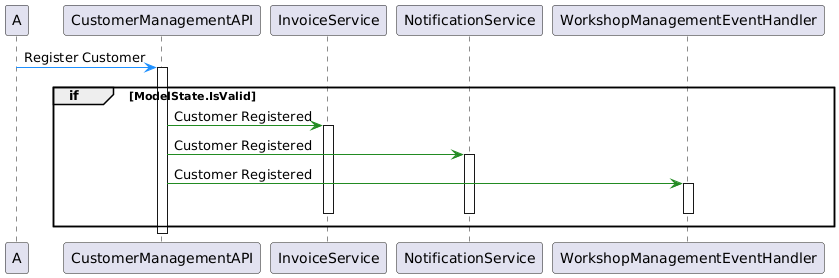 A CustomerManagementAPI InvoiceService NotificationService WorkshopManagementEventHandler
Register Customer
if [ModelState.IsValid]
Customer Registered
Customer Registered
Customer Registered
A CustomerManagementAPI InvoiceService NotificationService WorkshopManagementEventHandler